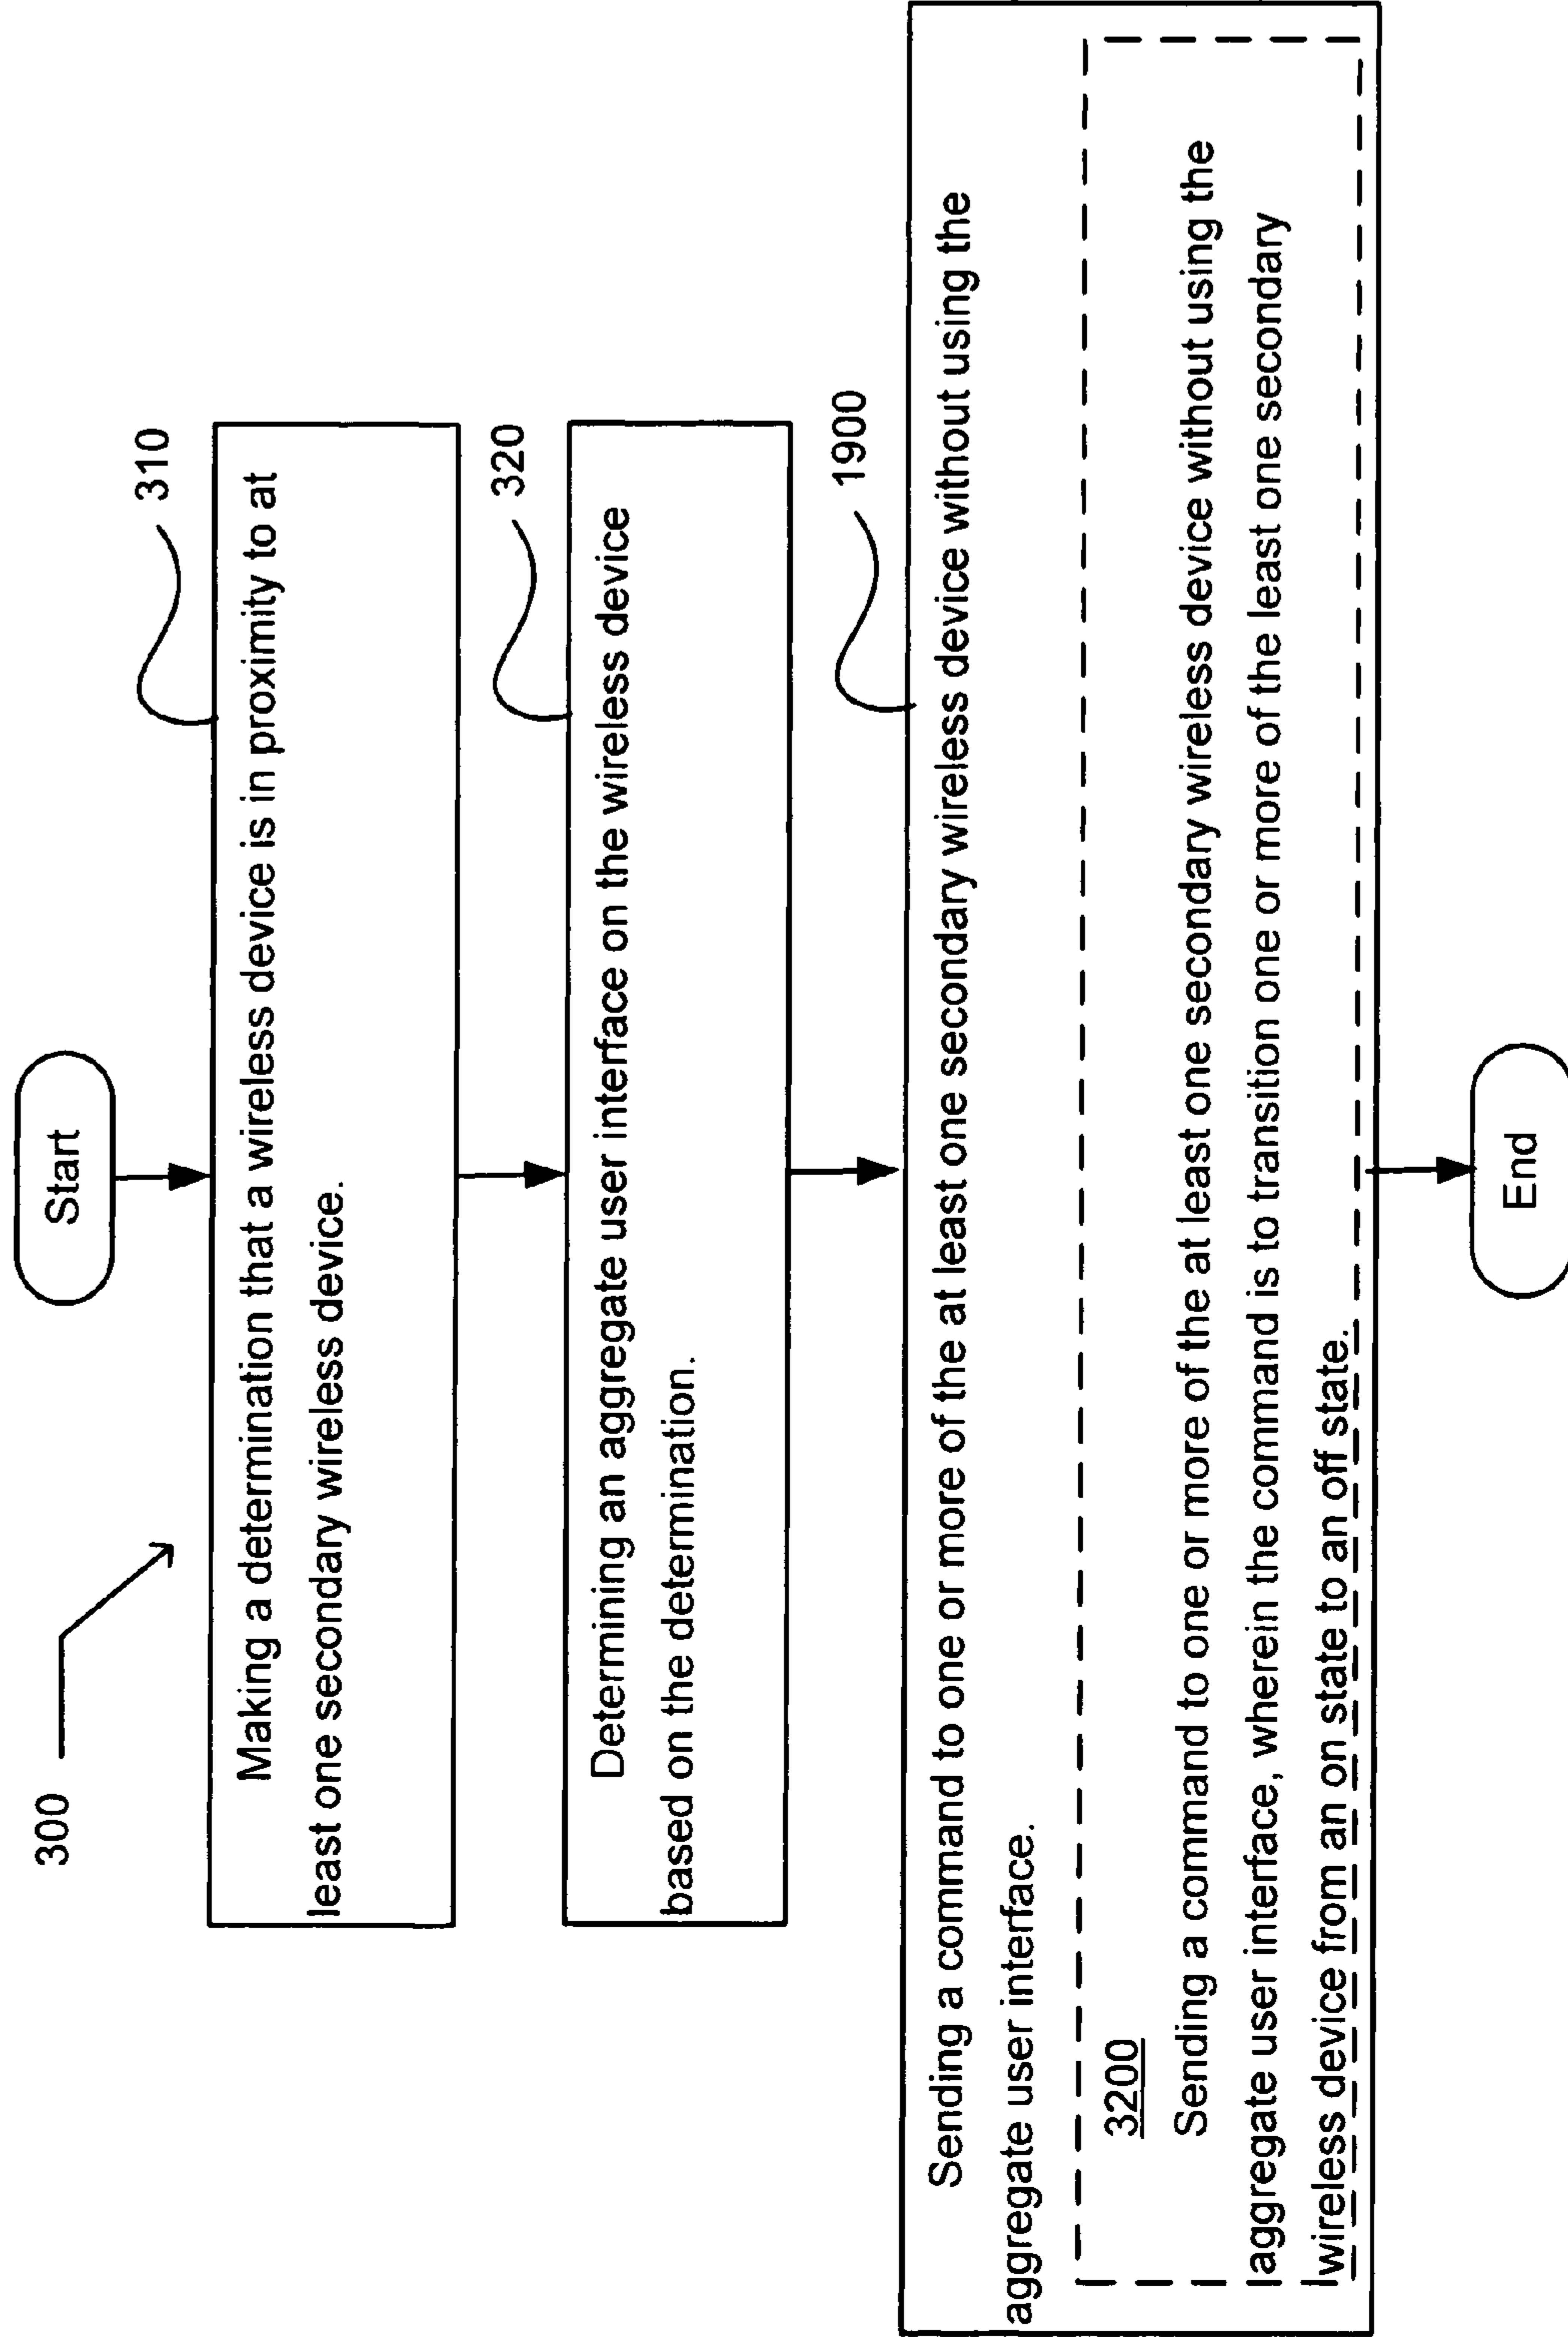 Start
300
310
Making a determination that a wireless device is in proximity to at
least one secondary wireless device.
320
Determining an aggregate user interface on the wireless device
based on the determination.
1900
Sending a command to one or more of the at least one secondary wireless device without using the
aggregate user interface.
3200
Sending a command to one or more of the at least one secondary wireless device without using the
aggregate user interface, wherein the command is to transition one or more of the least one secondary
wireless device from an on state to an off state.
End